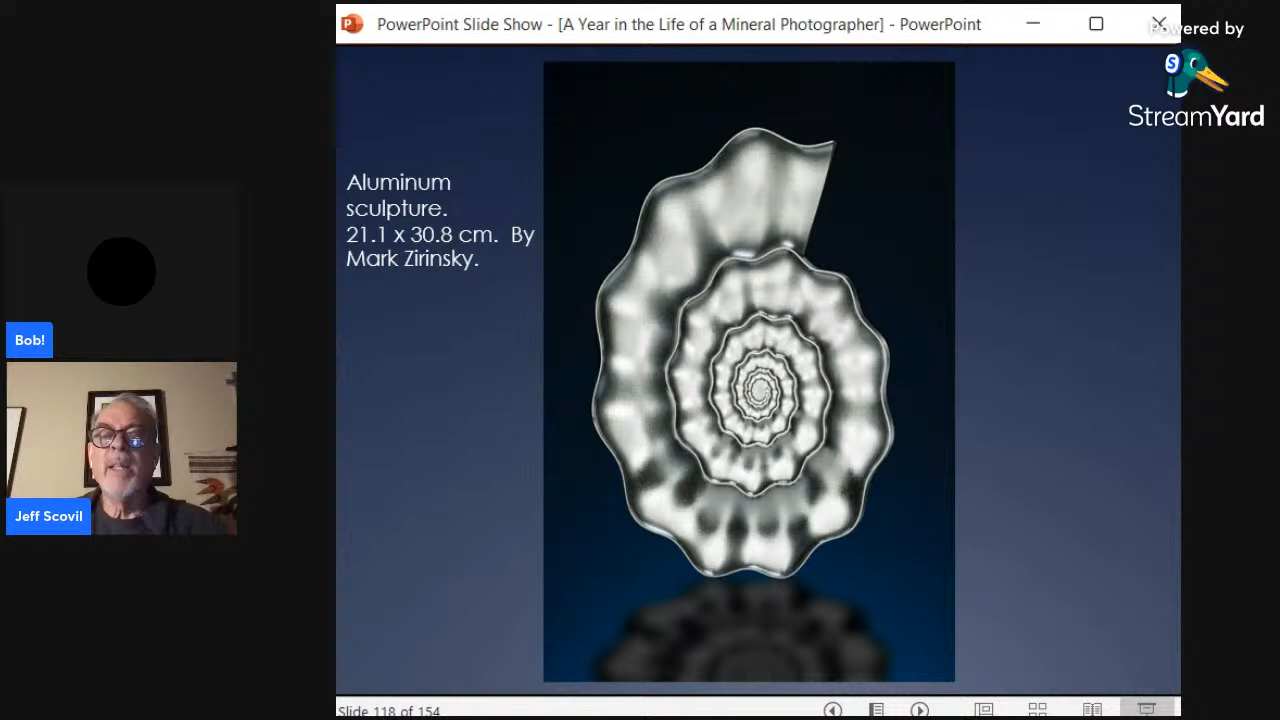 PowerPoint Slide Show - [A Year in the Life of a Mineral Photographer] - PowerPoint
Powered by
StreamYard
Aluminum
sculpture.
21.1 x 30.8 cm. By
Mark Zirinsky.
Bob!
Jeff Scovil
Slide 118 of 154